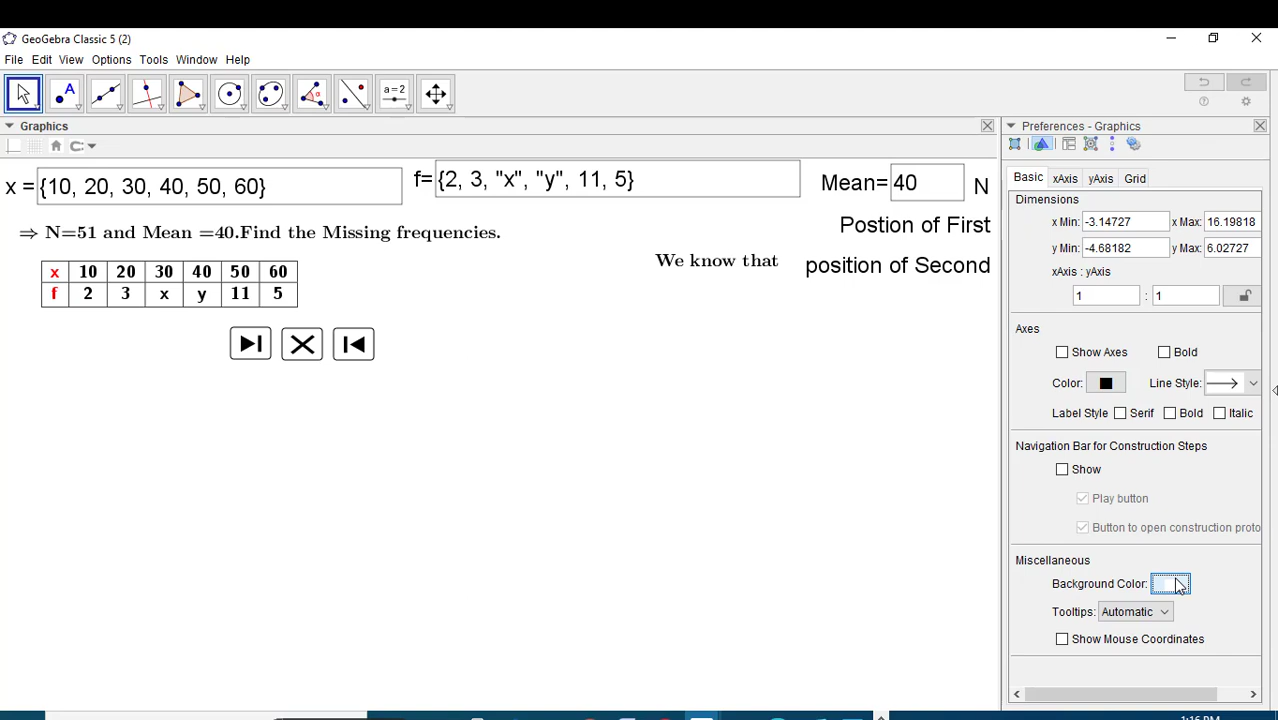 GeoGebra Classic 5 (2)
File Edit View Options Tools Window Help
A
a=2
Graphics
Preferences - Graphics
x = {10, 20, 30, 40, 50, 60}
f= {2, 3, "x", "y", 11, 5}
Mean= 40
N
⇒ N=51 and Mean =40.Find the Missing frequencies.
Postion of First
We know that
position of Second
x 10 20 30 40 50 60
f 2 3 x y 11 5
Basic xAxis yAxis Grid
Dimensions
x Min: -3.14727 x Max: 16.19818
y Min: -4.68182 y Max: 6.02727
xAxis : yAxis
1 : 1
Axes
Show Axes Bold
Color: Line Style:
Label Style Serif Bold Italic
Navigation Bar for Construction Steps
Show
Play button
Button to open construction proto
Miscellaneous
Background Color:
Tooltips: Automatic
Show Mouse Coordinates
1:16 PM